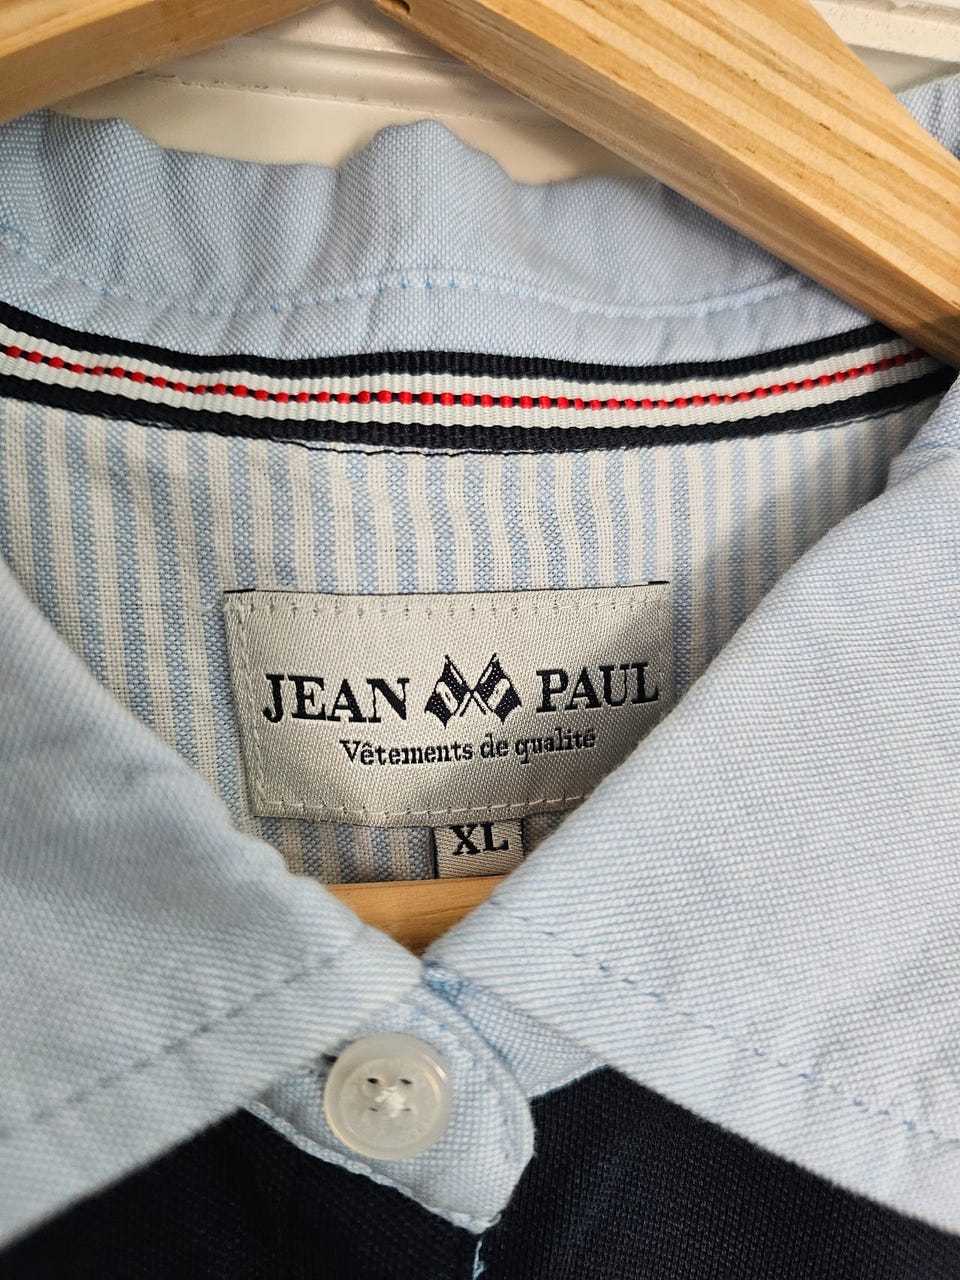 JEAN PAUL
Vêtements de qualité
XL